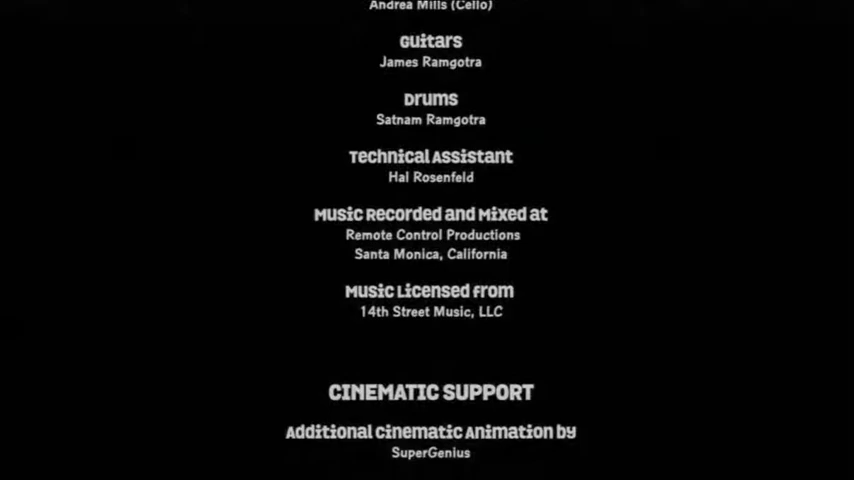 Andrea Mills (Cello)
Guitars
James Ramgotra
Drums
Satnam Ramgotra
Technical Assistant
Hal Rosenfeld
Music Recorded and Mixed at
Remote Control Productions
Santa Monica, California
Music Licensed From
14th Street Music, LLC
CINEMATIC SUPPORT
Additional Cinematic Animation by
SuperGenius